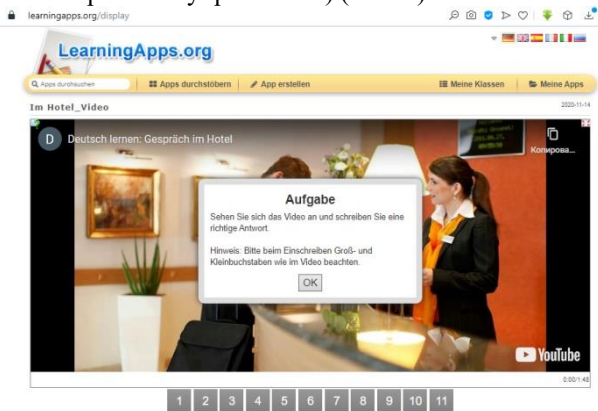 learningapps.org/display
LearningApps.org
Apps durchsuchen
Apps durchstöbern
App erstellen
Meine Klassen
Meine Apps
Im Hotel_Video
2020-11-14
D
Deutsch lernen: Gespräch im Hotel
Копирова...
Aufgabe
Sehen Sie sich das Video an und schreiben Sie eine
richtige Antwort.
Hinweis: Bitte beim Einschreiben Groß- und
Kleinbuchstaben wie im Video beachten.
OK
YouTube
0:00/1:48
1 2 3 4 5 6 7 8 9 10 11